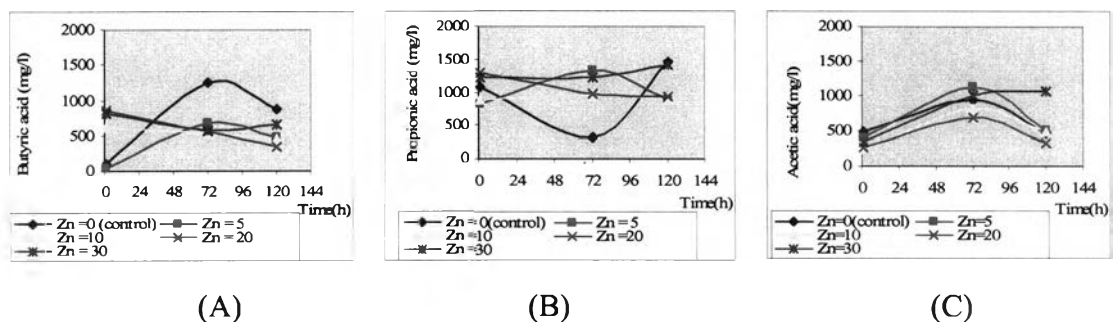 2000
1500
1000
500
0
Butyric acid (mg/l)
0 24 48 72 96 120 144
Time(h)
Zn =0 (control) Zn = 5
Zn =10 Zn = 20
Zn = 30
(A)
2000
1500
1000
500
0
Propionic acid (mg/l)
0 24 48 72 96 120 144
Time(h)
Zn =0(control) Zn = 5
Zn =10 Zn =20
Zn =30
(B)
2000
1500
1000
500
0
Acetic acid(mg/l)
0 24 48 72 96 120 144
Time(h)
Zn=0(control) Zn=5
Zn=10 Zn=20
Zn=30
(C)